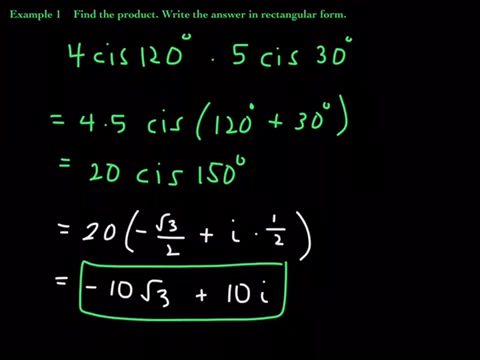 Example 1 Find the product. Write the answer in rectangular form.
4 cis 120° · 5 cis 30°
= 4·5 cis (120° + 30°)
= 20 cis 150°
= 20 (-√3/2 + i · 1/2)
= -10√3 + 10i